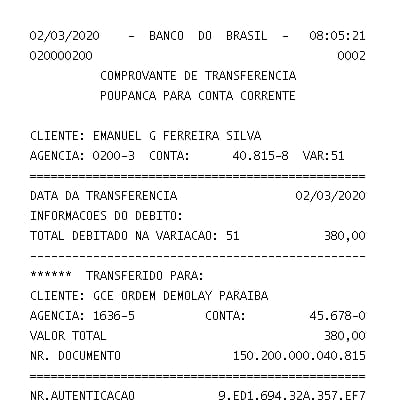 02/03/2020 - BANCO DO BRASIL - 08:05:21
020000200 0002
COMPROVANTE DE TRANSFERENCIA
POUPANCA PARA CONTA CORRENTE
CLIENTE: EMANUEL G FERREIRA SILVA
AGENCIA: 0200-3 CONTA: 40.815-8 VAR:51
================================================
DATA DA TRANSFERENCIA 02/03/2020
INFORMACOES DO DEBITO:
TOTAL DEBITADO NA VARIACAO: 51 380,00
------------------------------------------------
****** TRANSFERIDO PARA:
CLIENTE: GCE ORDEM DEMOLAY PARAIBA
AGENCIA: 1636-5 CONTA: 45.678-0
VALOR TOTAL 380,00
NR. DOCUMENTO 150.200.000.040.815
================================================
NR.AUTENTICACAO 9.ED1.694.32A.357.EF7